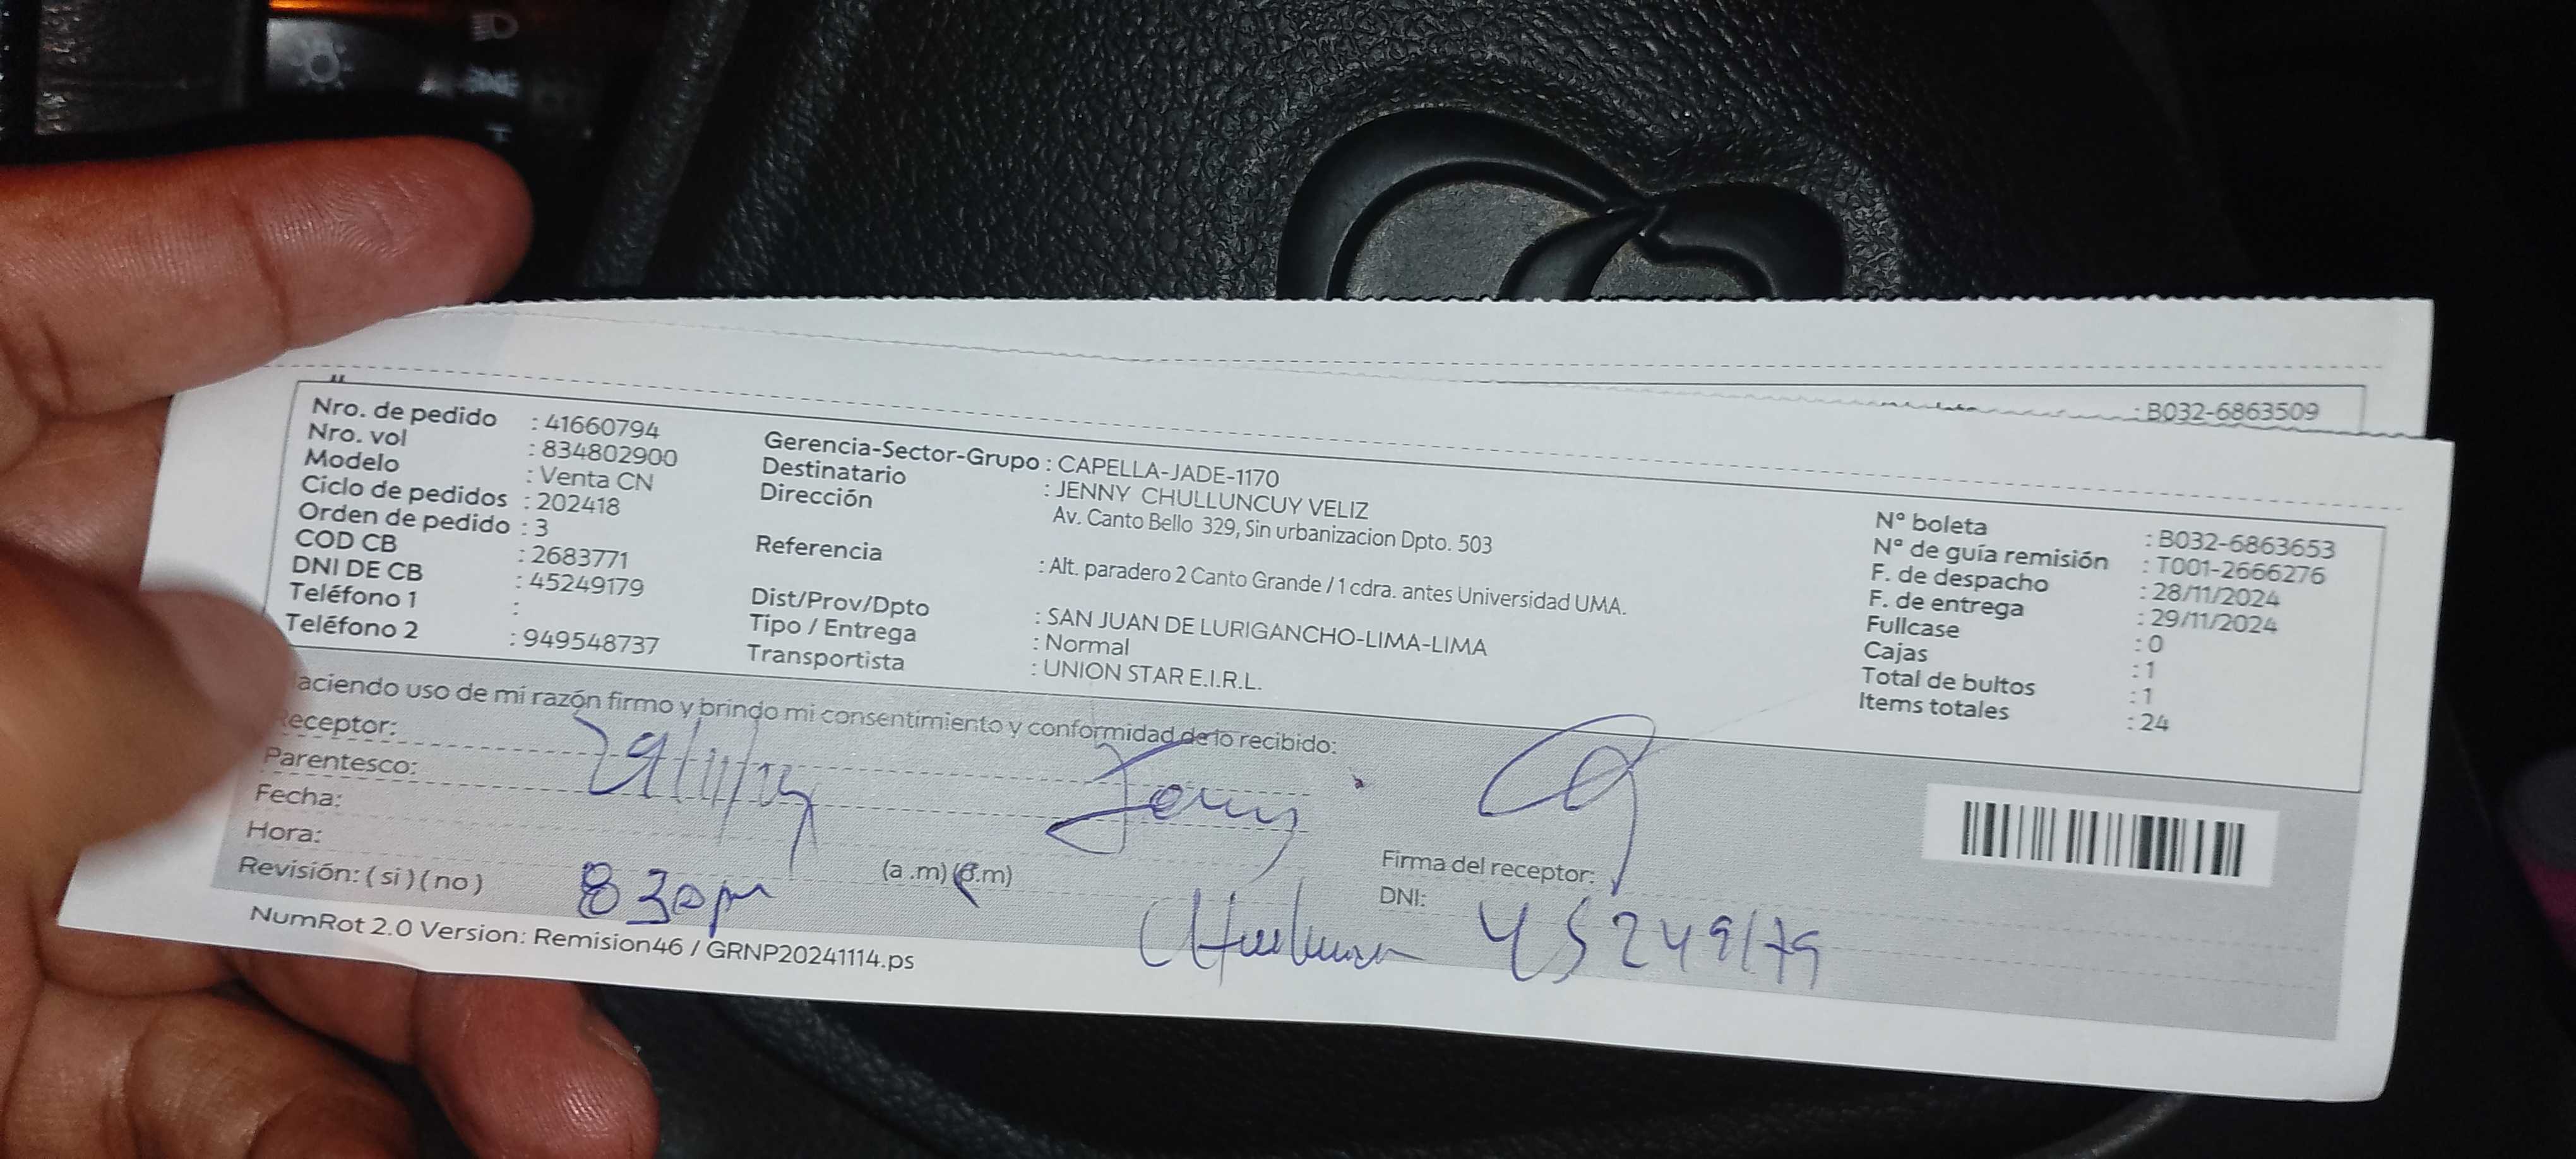 : B032-6863509
Nro. de pedido : 41660794
Nro. vol : 834802900
Modelo : Venta CN
Ciclo de pedidos : 202418
Orden de pedido : 3
COD CB : 2683771
DNI DE CB : 45249179
Teléfono 1 :
Teléfono 2 : 949548737
Gerencia-Sector-Grupo : CAPELLA-JADE-1170
Destinatario : JENNY CHULLUNCUY VELIZ
Dirección Av. Canto Bello 329, Sin urbanizacion Dpto. 503
Referencia : Alt. paradero 2 Canto Grande / 1 cdra. antes Universidad UMA.
Dist/Prov/Dpto : SAN JUAN DE LURIGANCHO-LIMA-LIMA
Tipo / Entrega : Normal
Transportista : UNION STAR E.I.R.L.
N° boleta : B032-6863653
N° de guía remisión : T001-2666276
F. de despacho : 28/11/2024
F. de entrega : 29/11/2024
Fullcase : 0
Cajas : 1
Total de bultos : 1
Items totales : 24
aciendo uso de mi razón firmo y brindo mi consentimiento y conformidad de lo recibido:
eceptor:
Parentesco: 29/11/24
Fecha:
Hora: (a .m) (p.m)
Revisión: ( si ) ( no ) 8 30 pm
Firma del receptor:
DNI: 45249179
NumRot 2.0 Version: Remision46 / GRNP20241114.ps